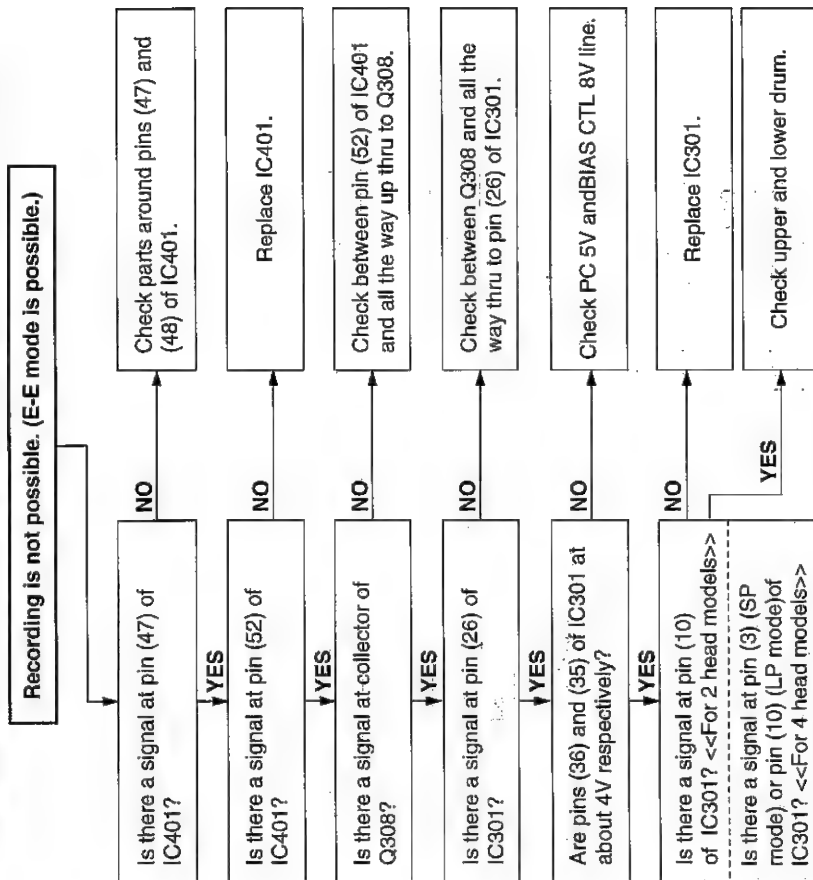 Recording is not possible. (E-E mode is possible.)
Is there a signal at pin (47) of
IC401?
NO
Check parts around pins (47) and
(48) of IC401.
YES
Is there a signal at pin (52) of
IC401?
NO
Replace IC401.
YES
Is there a signal at collector of
Q308?
NO
Check between pin (52) of IC401
and all the way up thru to Q308.
YES
Is there a signal at pin (26) of
IC301?
NO
Check between Q308 and all the
way thru to pin (26) of IC301.
YES
Are pins (36) and (35) of IC301 at
about 4V respectively?
NO
Check PC 5V andBIAS CTL 8V line.
YES
Is there a signal at pin (10)
of IC301? <<For 2 head models>>
NO
Replace IC301.
Is there a signal at pin (3) (SP
mode) or pin (10) (LP mode)of
IC301? <<For 4 head models>>
YES
Check upper and lower drum.